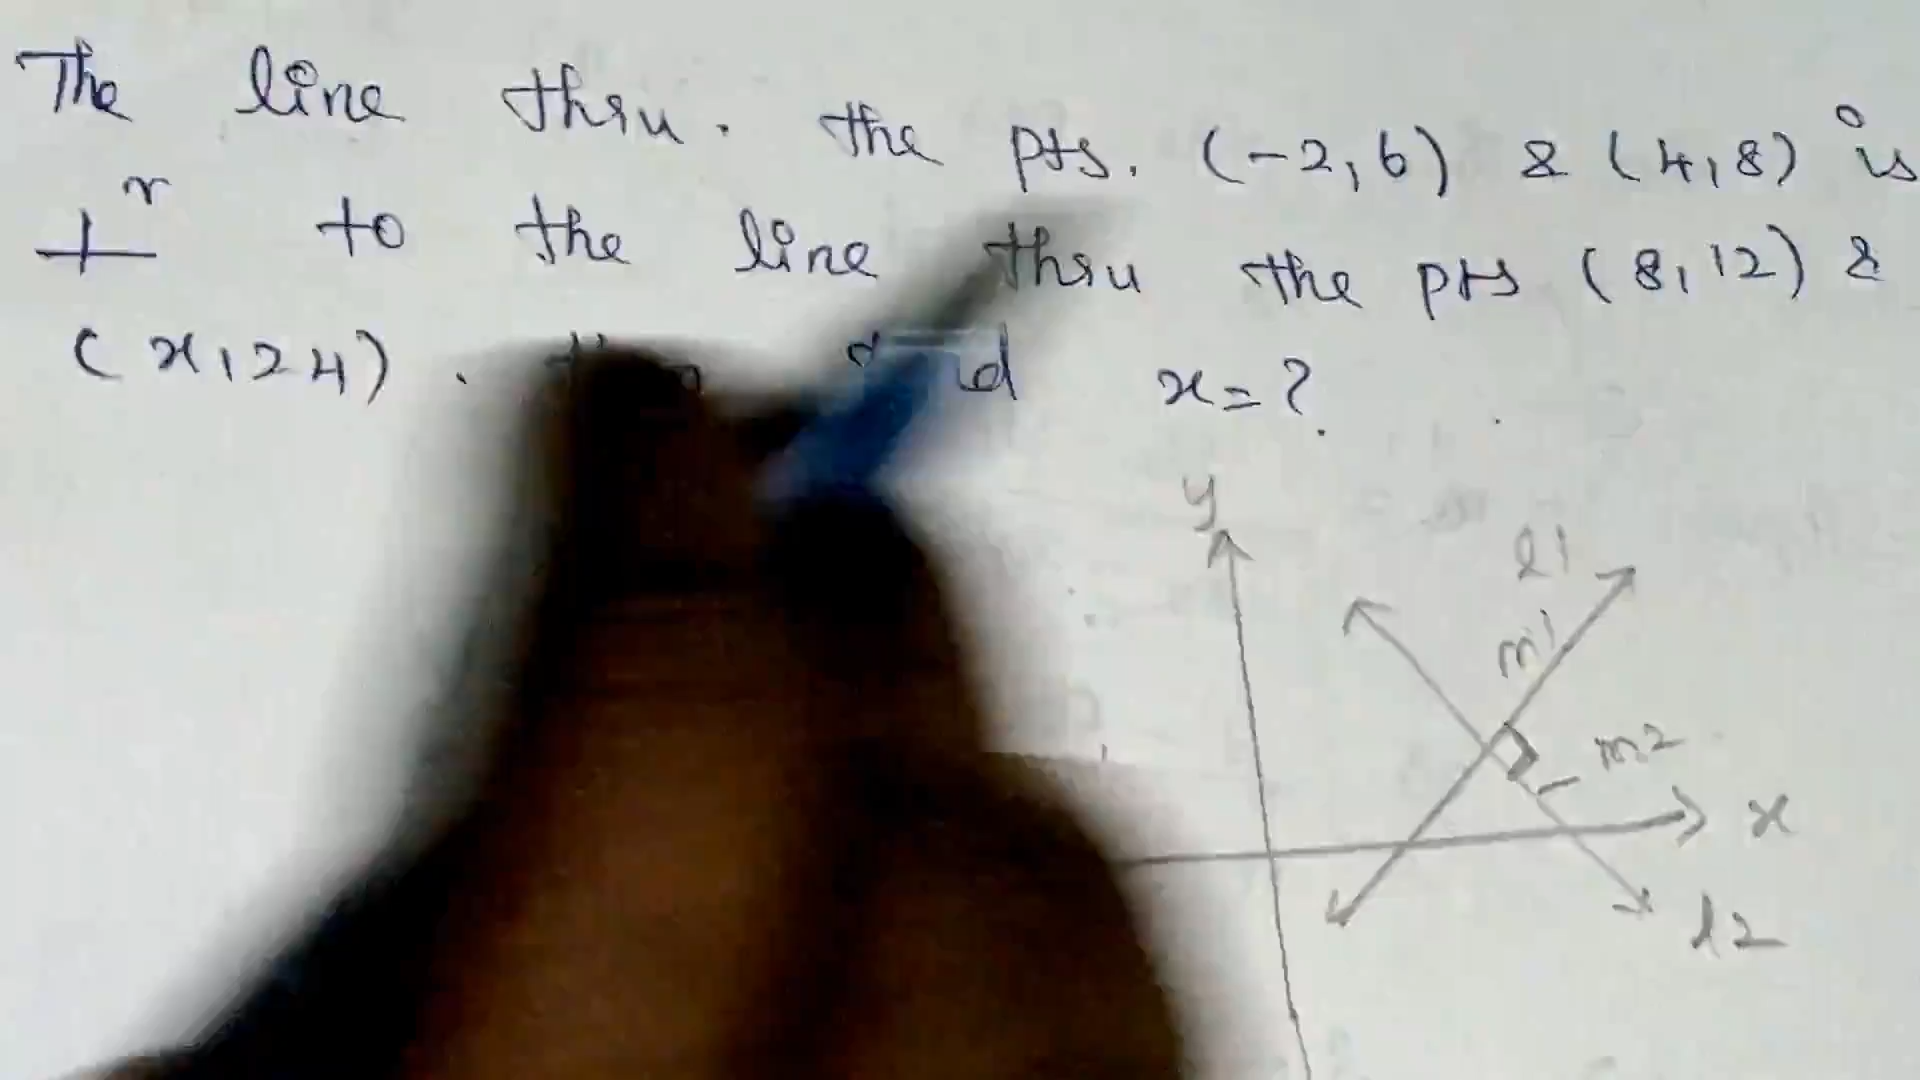 The line thru. the pts. (-2,6) & (4,8) is
⊥r to the line thru the pts (8,12) &
(x,24). x=?
y
l1
m1
m2
x
l2